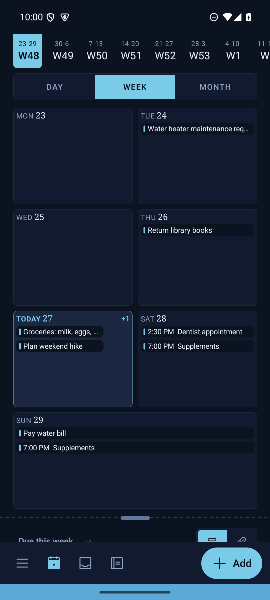 10:00
23-29 30-6 7-13 14-20 21-27 28-3 4-10 11-1
W48 W49 W50 W51 W52 W53 W1 W
DAY WEEK MONTH
MON 23
TUE 24
Water heater maintenance req...
WED 25
THU 26
Return library books
TODAY 27 +1
Groceries: milk, eggs, ...
Plan weekend hike
SAT 28
2:30 PM Dentist appointment
7:00 PM Supplements
SUN 29
Pay water bill
7:00 PM Supplements
Due this week
Add